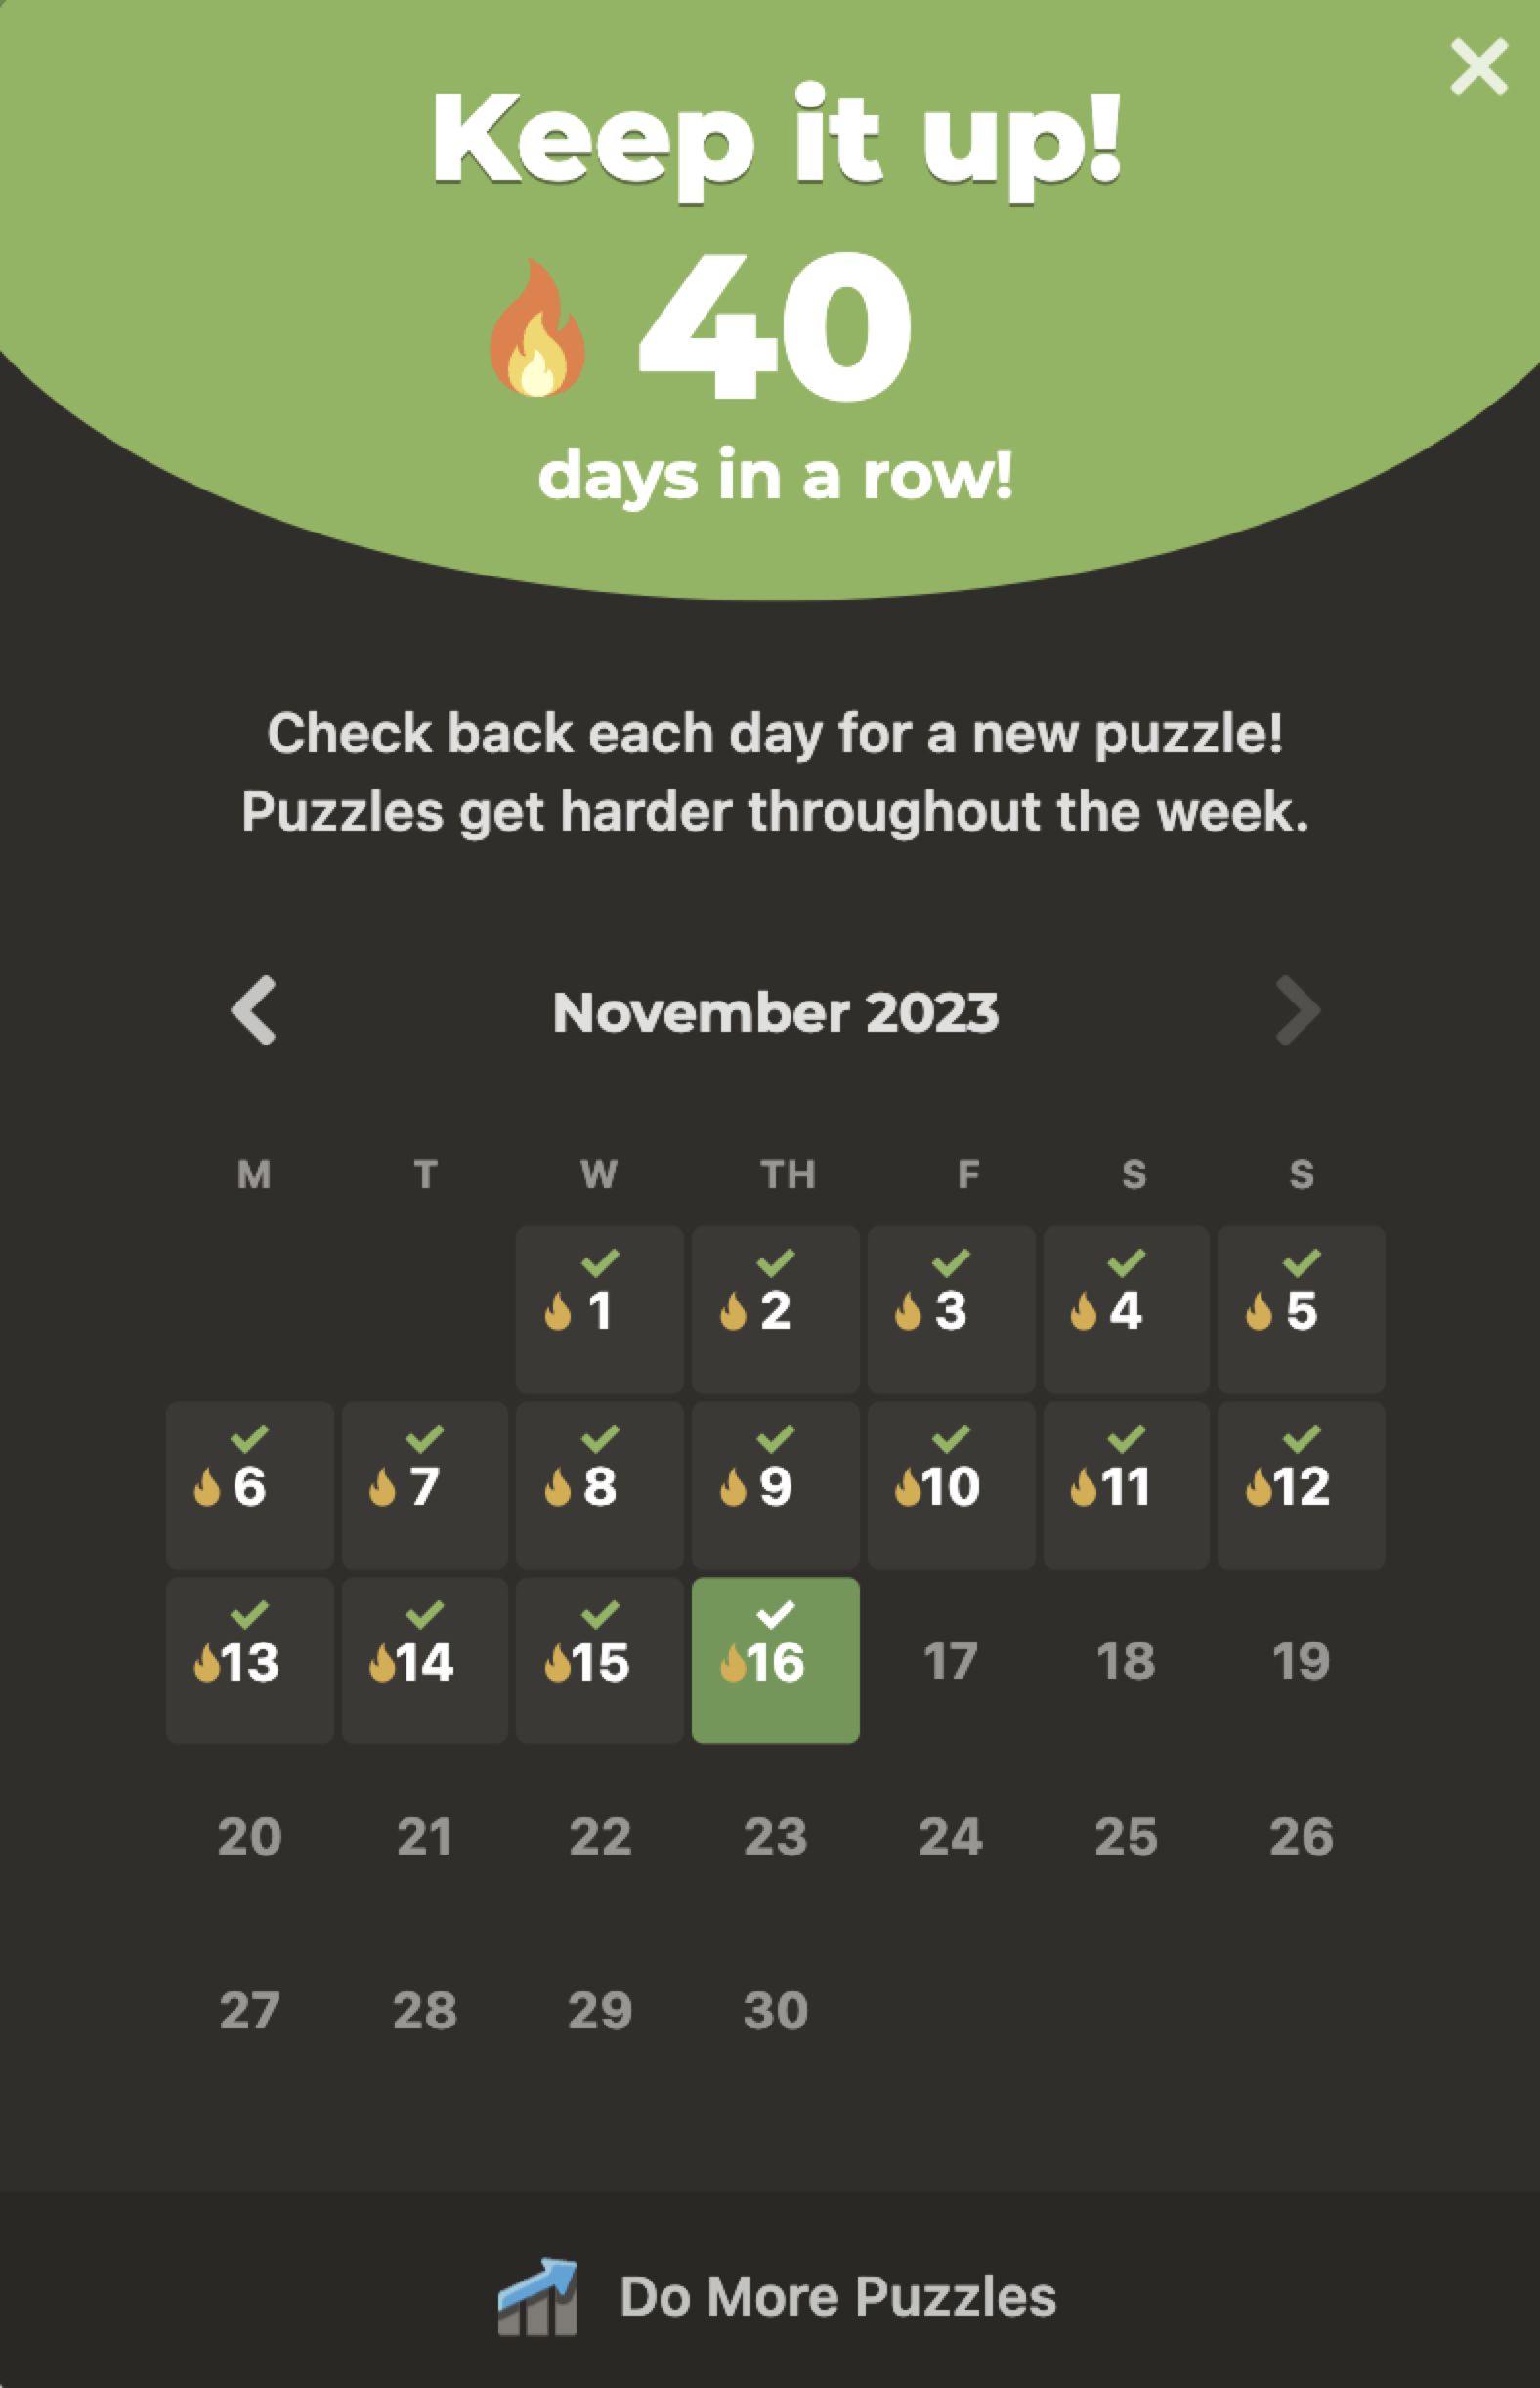 Keep it up!
40
days in a row!
Check back each day for a new puzzle!
Puzzles get harder throughout the week.
November 2023
M T W TH F S S
1 2 3 4 5
6 7 8 9 10 11 12
13 14 15 16 17 18 19
20 21 22 23 24 25 26
27 28 29 30
Do More Puzzles